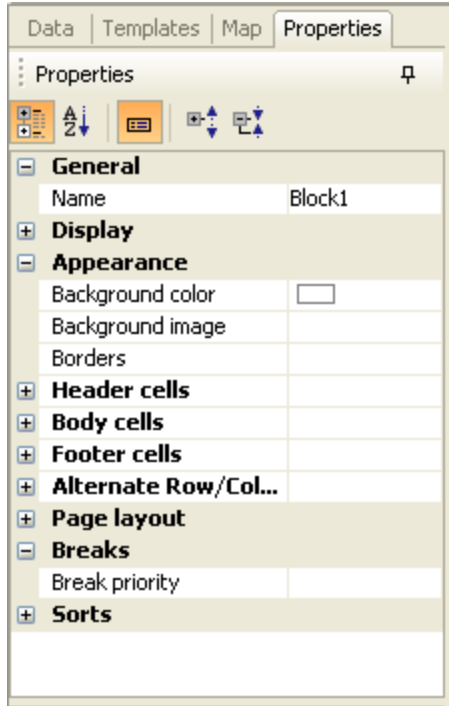 Data Templates Map Properties
Properties
General
Name Block1
Display
Appearance
Background color
Background image
Borders
Header cells
Body cells
Footer cells
Alternate Row/Col...
Page layout
Breaks
Break priority
Sorts